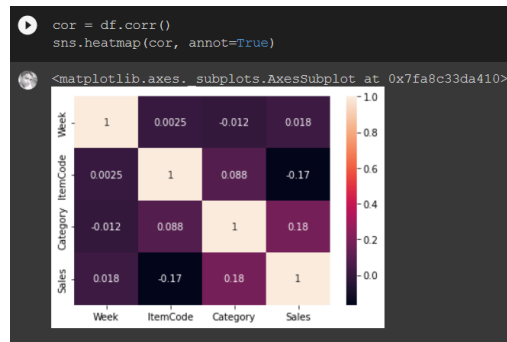 cor = df.corr()
sns.heatmap(cor, annot=True)
<matplotlib.axes._subplots.AxesSubplot at 0x7fa8c33da410>
1.0
Week 1 0.0025 -0.012 0.018
0.8
ItemCode 0.0025 1 0.088 -0.17
0.6
0.4
Category -0.012 0.088 1 0.18
0.2
Sales 0.018 -0.17 0.18 1
0.0
Week ItemCode Category Sales